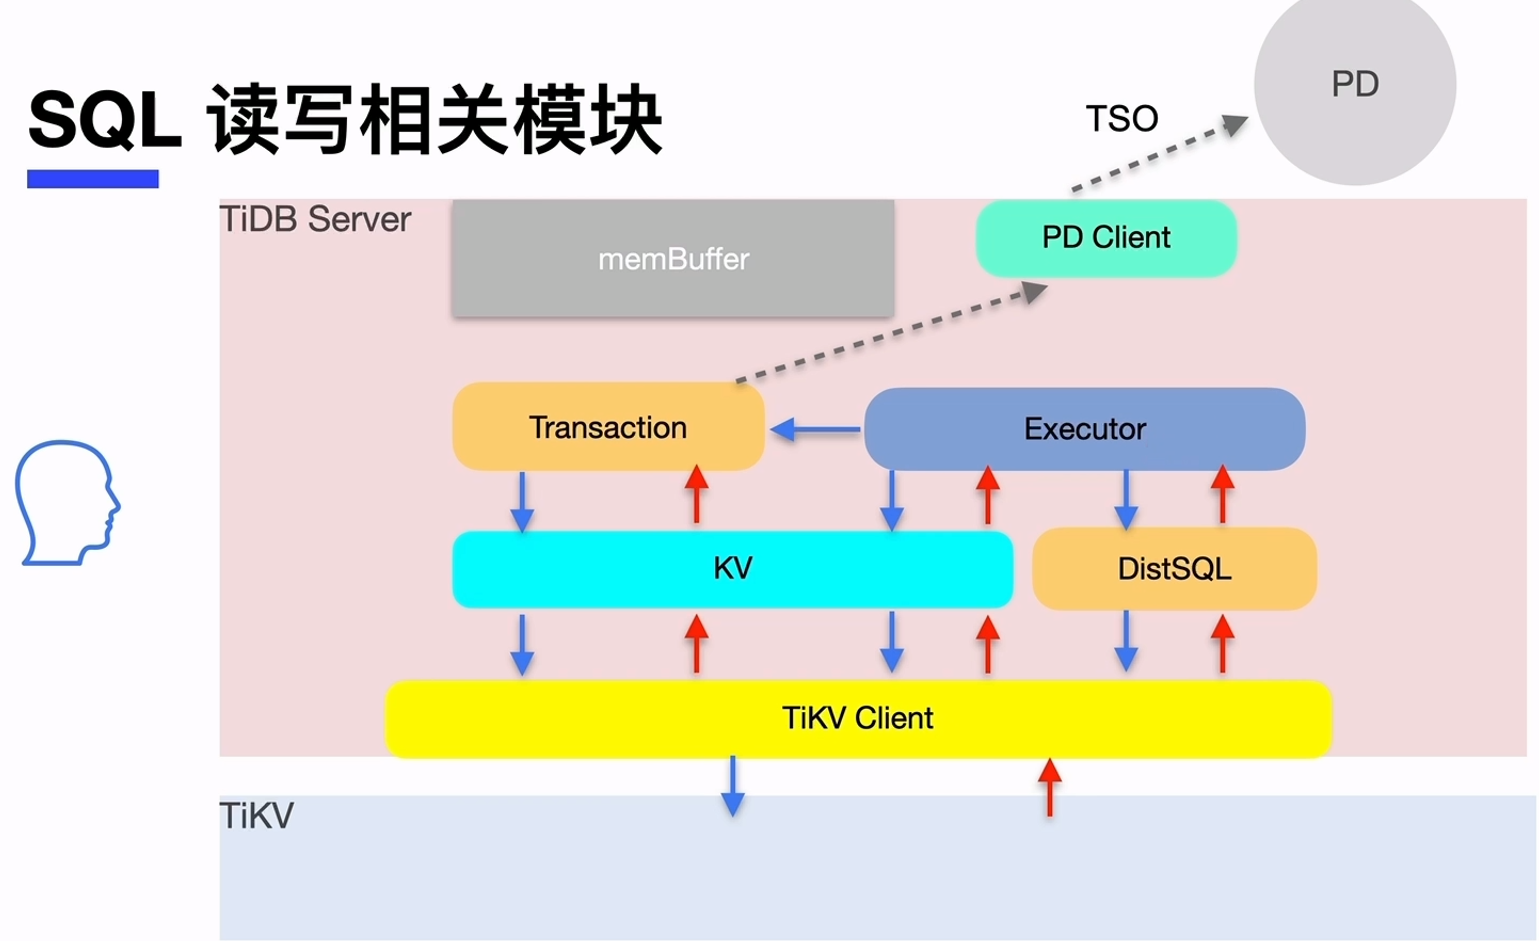 SQL 读写相关模块
PD
TSO
TiDB Server
memBuffer
PD Client
Transaction
Executor
KV
DistSQL
TiKV Client
TiKV